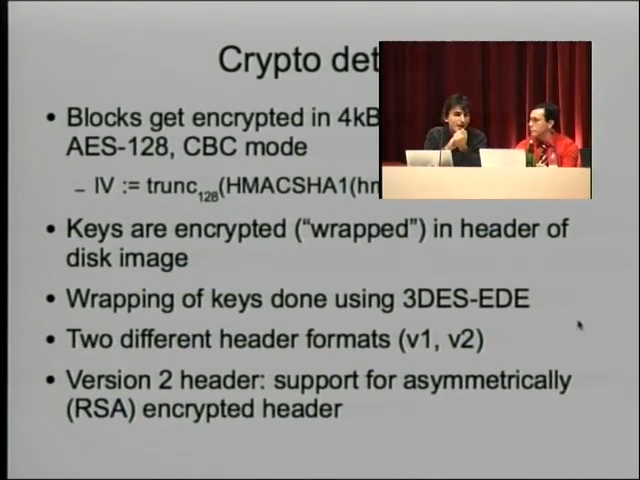 Crypto det
• Blocks get encrypted in 4kB
AES-128, CBC mode
– IV := trunc128(HMACSHA1(hm
• Keys are encrypted ("wrapped") in header of
disk image
• Wrapping of keys done using 3DES-EDE
• Two different header formats (v1, v2)
• Version 2 header: support for asymmetrically
(RSA) encrypted header